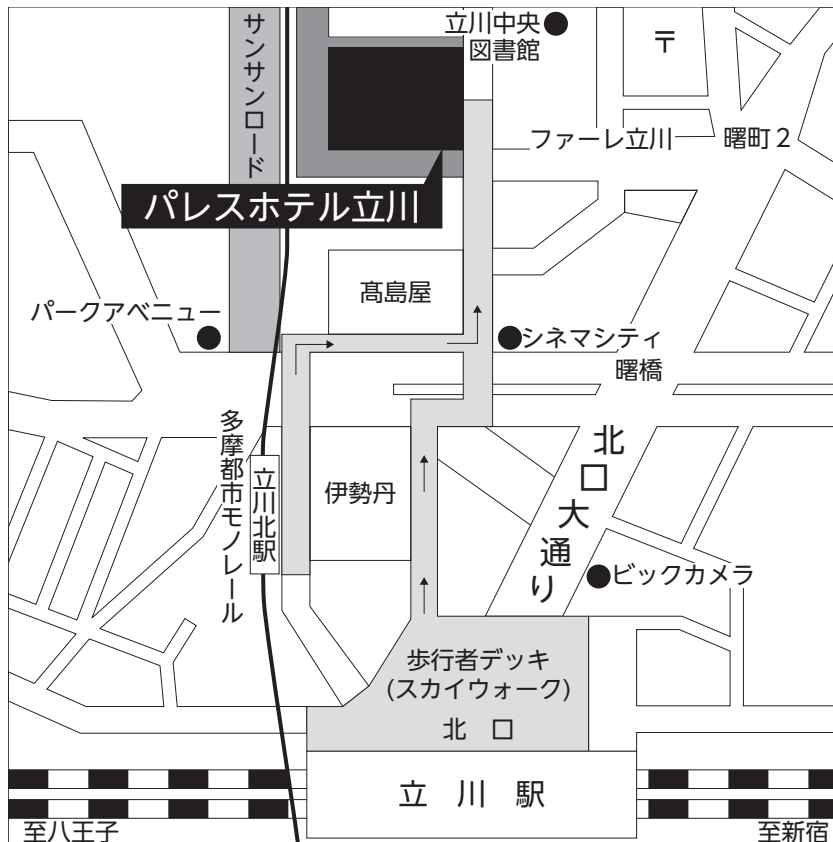 サンサンロード
立川中央
図書館
〒
ファーレ立川
曙町2
パレスホテル立川
髙島屋
パークアベニュー
シネマシティ
曙橋
多摩都市モノレール
立川北駅
伊勢丹
北口大通り
ビックカメラ
歩行者デッキ
(スカイウォーク)
北 口
立 川 駅
至八王子
至新宿